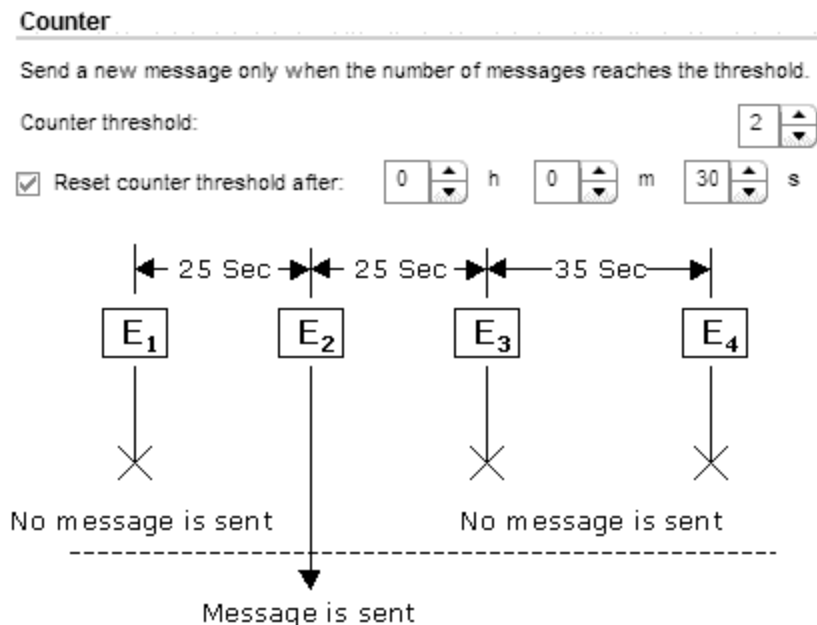 Counter
Send a new message only when the number of messages reaches the threshold.
Counter threshold: 2
Reset counter threshold after: 0 h 0 m 30 s
25 Sec 25 Sec 35 Sec
E1 E2 E3 E4
No message is sent No message is sent
Message is sent